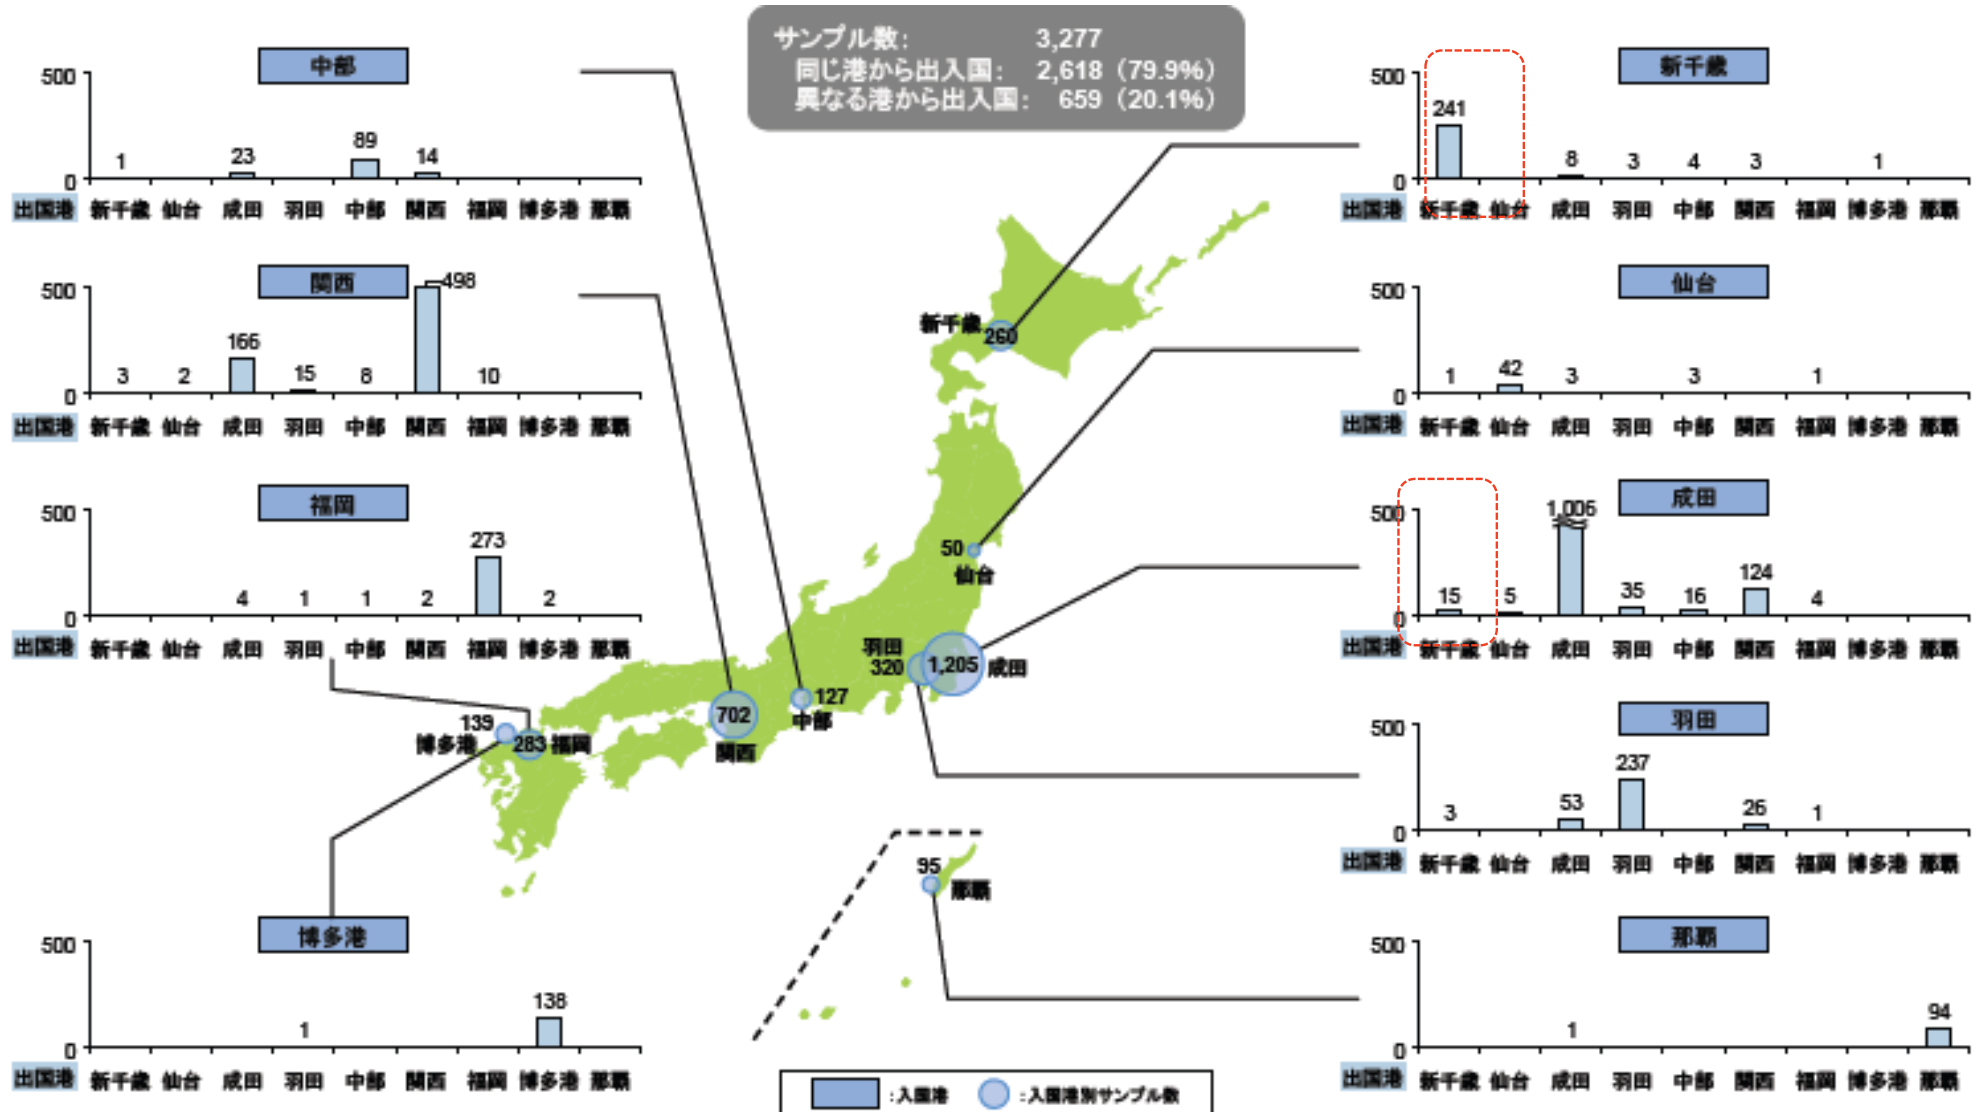 サンプル数： 3,277
同じ港から出入国： 2,618（79.9%）
異なる港から出入国： 659（20.1%）
中部
500
1 23 89 14
0
出国港 新千歳 仙台 成田 羽田 中部 関西 福岡 博多港 那覇
関西
500
3 2 166 15 8 498 10
0
出国港 新千歳 仙台 成田 羽田 中部 関西 福岡 博多港 那覇
福岡
500
4 1 1 2 273 2
0
出国港 新千歳 仙台 成田 羽田 中部 関西 福岡 博多港 那覇
博多港
500
1 138
0
出国港 新千歳 仙台 成田 羽田 中部 関西 福岡 博多港 那覇
新千歳
260
50
仙台
羽田
320
1,205
成田
127
中部
702
関西
139
博多港
283
福岡
95
那覇
新千歳
500
241 8 3 4 3 1
0
出国港 新千歳 仙台 成田 羽田 中部 関西 福岡 博多港 那覇
仙台
500
1 42 3 3 1
0
出国港 新千歳 仙台 成田 羽田 中部 関西 福岡 博多港 那覇
成田
500
15 5 1,006 35 16 124 4
0
出国港 新千歳 仙台 成田 羽田 中部 関西 福岡 博多港 那覇
羽田
500
3 53 237 26 1
0
出国港 新千歳 仙台 成田 羽田 中部 関西 福岡 博多港 那覇
那覇
500
1 94
0
出国港 新千歳 仙台 成田 羽田 中部 関西 福岡 博多港 那覇
：入国港 ：入国港別サンプル数